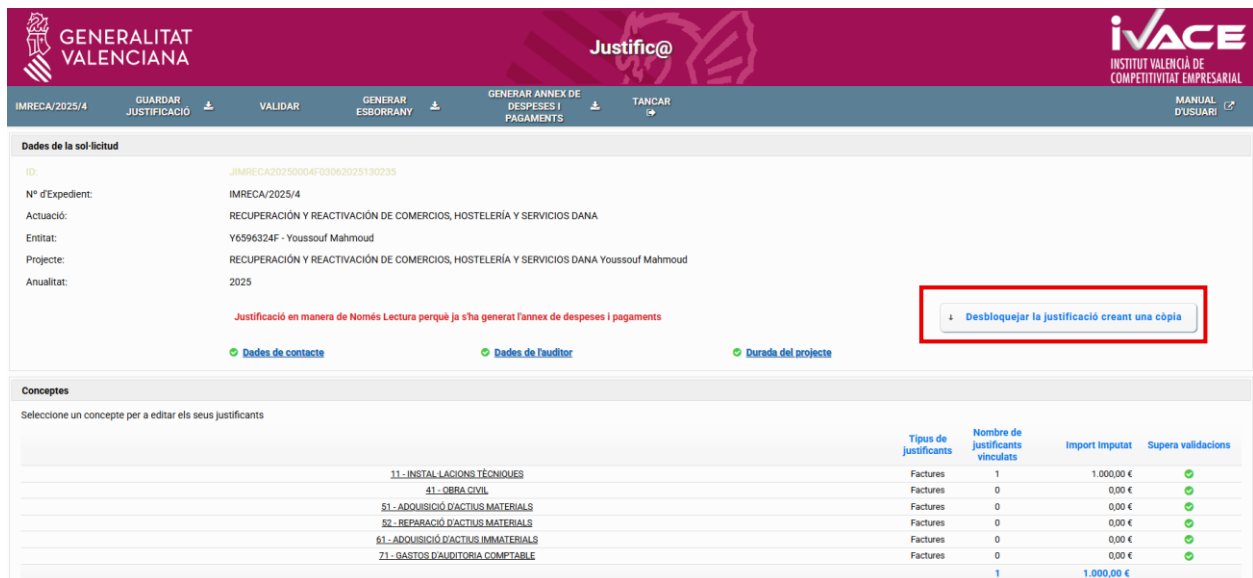 GENERALITAT
VALENCIANA
Justific@
iVACE
INSTITUT VALENCIÀ DE
COMPETITIVITAT EMPRESARIAL
IMRECA/2025/4
GUARDAR
JUSTIFICACIÓ
VALIDAR
GENERAR
ESBORRANY
GENERAR ANNEX DE
DESPESES I
PAGAMENTS
TANCAR
MANUAL
D'USUARI
Dades de la sol·licitud
ID: JIMRECA20250004F03062025130235
Nº d'Expedient: IMRECA/2025/4
Actuació: RECUPERACIÓN Y REACTIVACIÓN DE COMERCIOS, HOSTELERÍA Y SERVICIOS DANA
Entitat: Y6596324F - Youssouf Mahmoud
Projecte: RECUPERACIÓN Y REACTIVACIÓN DE COMERCIOS, HOSTELERÍA Y SERVICIOS DANA Youssouf Mahmoud
Anualitat: 2025
Justificació en manera de Només Lectura perquè ja s'ha generat l'annex de despeses i pagaments
Desbloquejar la justificació creant una còpia
Dades de contacte Dades de l'auditor Durada del projecte
Conceptes
Seleccione un concepte per a editar els seus justificants
Tipus de
justificants
Nombre de
justificants
vinculats
Import Imputat
Supera validacions
11 - INSTAL·LACIONS TÈCNIQUES Factures 1 1.000,00 €
41 - OBRA CIVIL Factures 0 0,00 €
51 - ADQUISICIÓ D'ACTIUS MATERIALS Factures 0 0,00 €
52 - REPARACIÓ D'ACTIUS MATERIALS Factures 0 0,00 €
61 - ADQUISICIÓ D'ACTIUS IMMATERIALS Factures 0 0,00 €
71 - GASTOS D'AUDITORIA COMPTABLE Factures 0 0,00 €
1 1.000,00 €